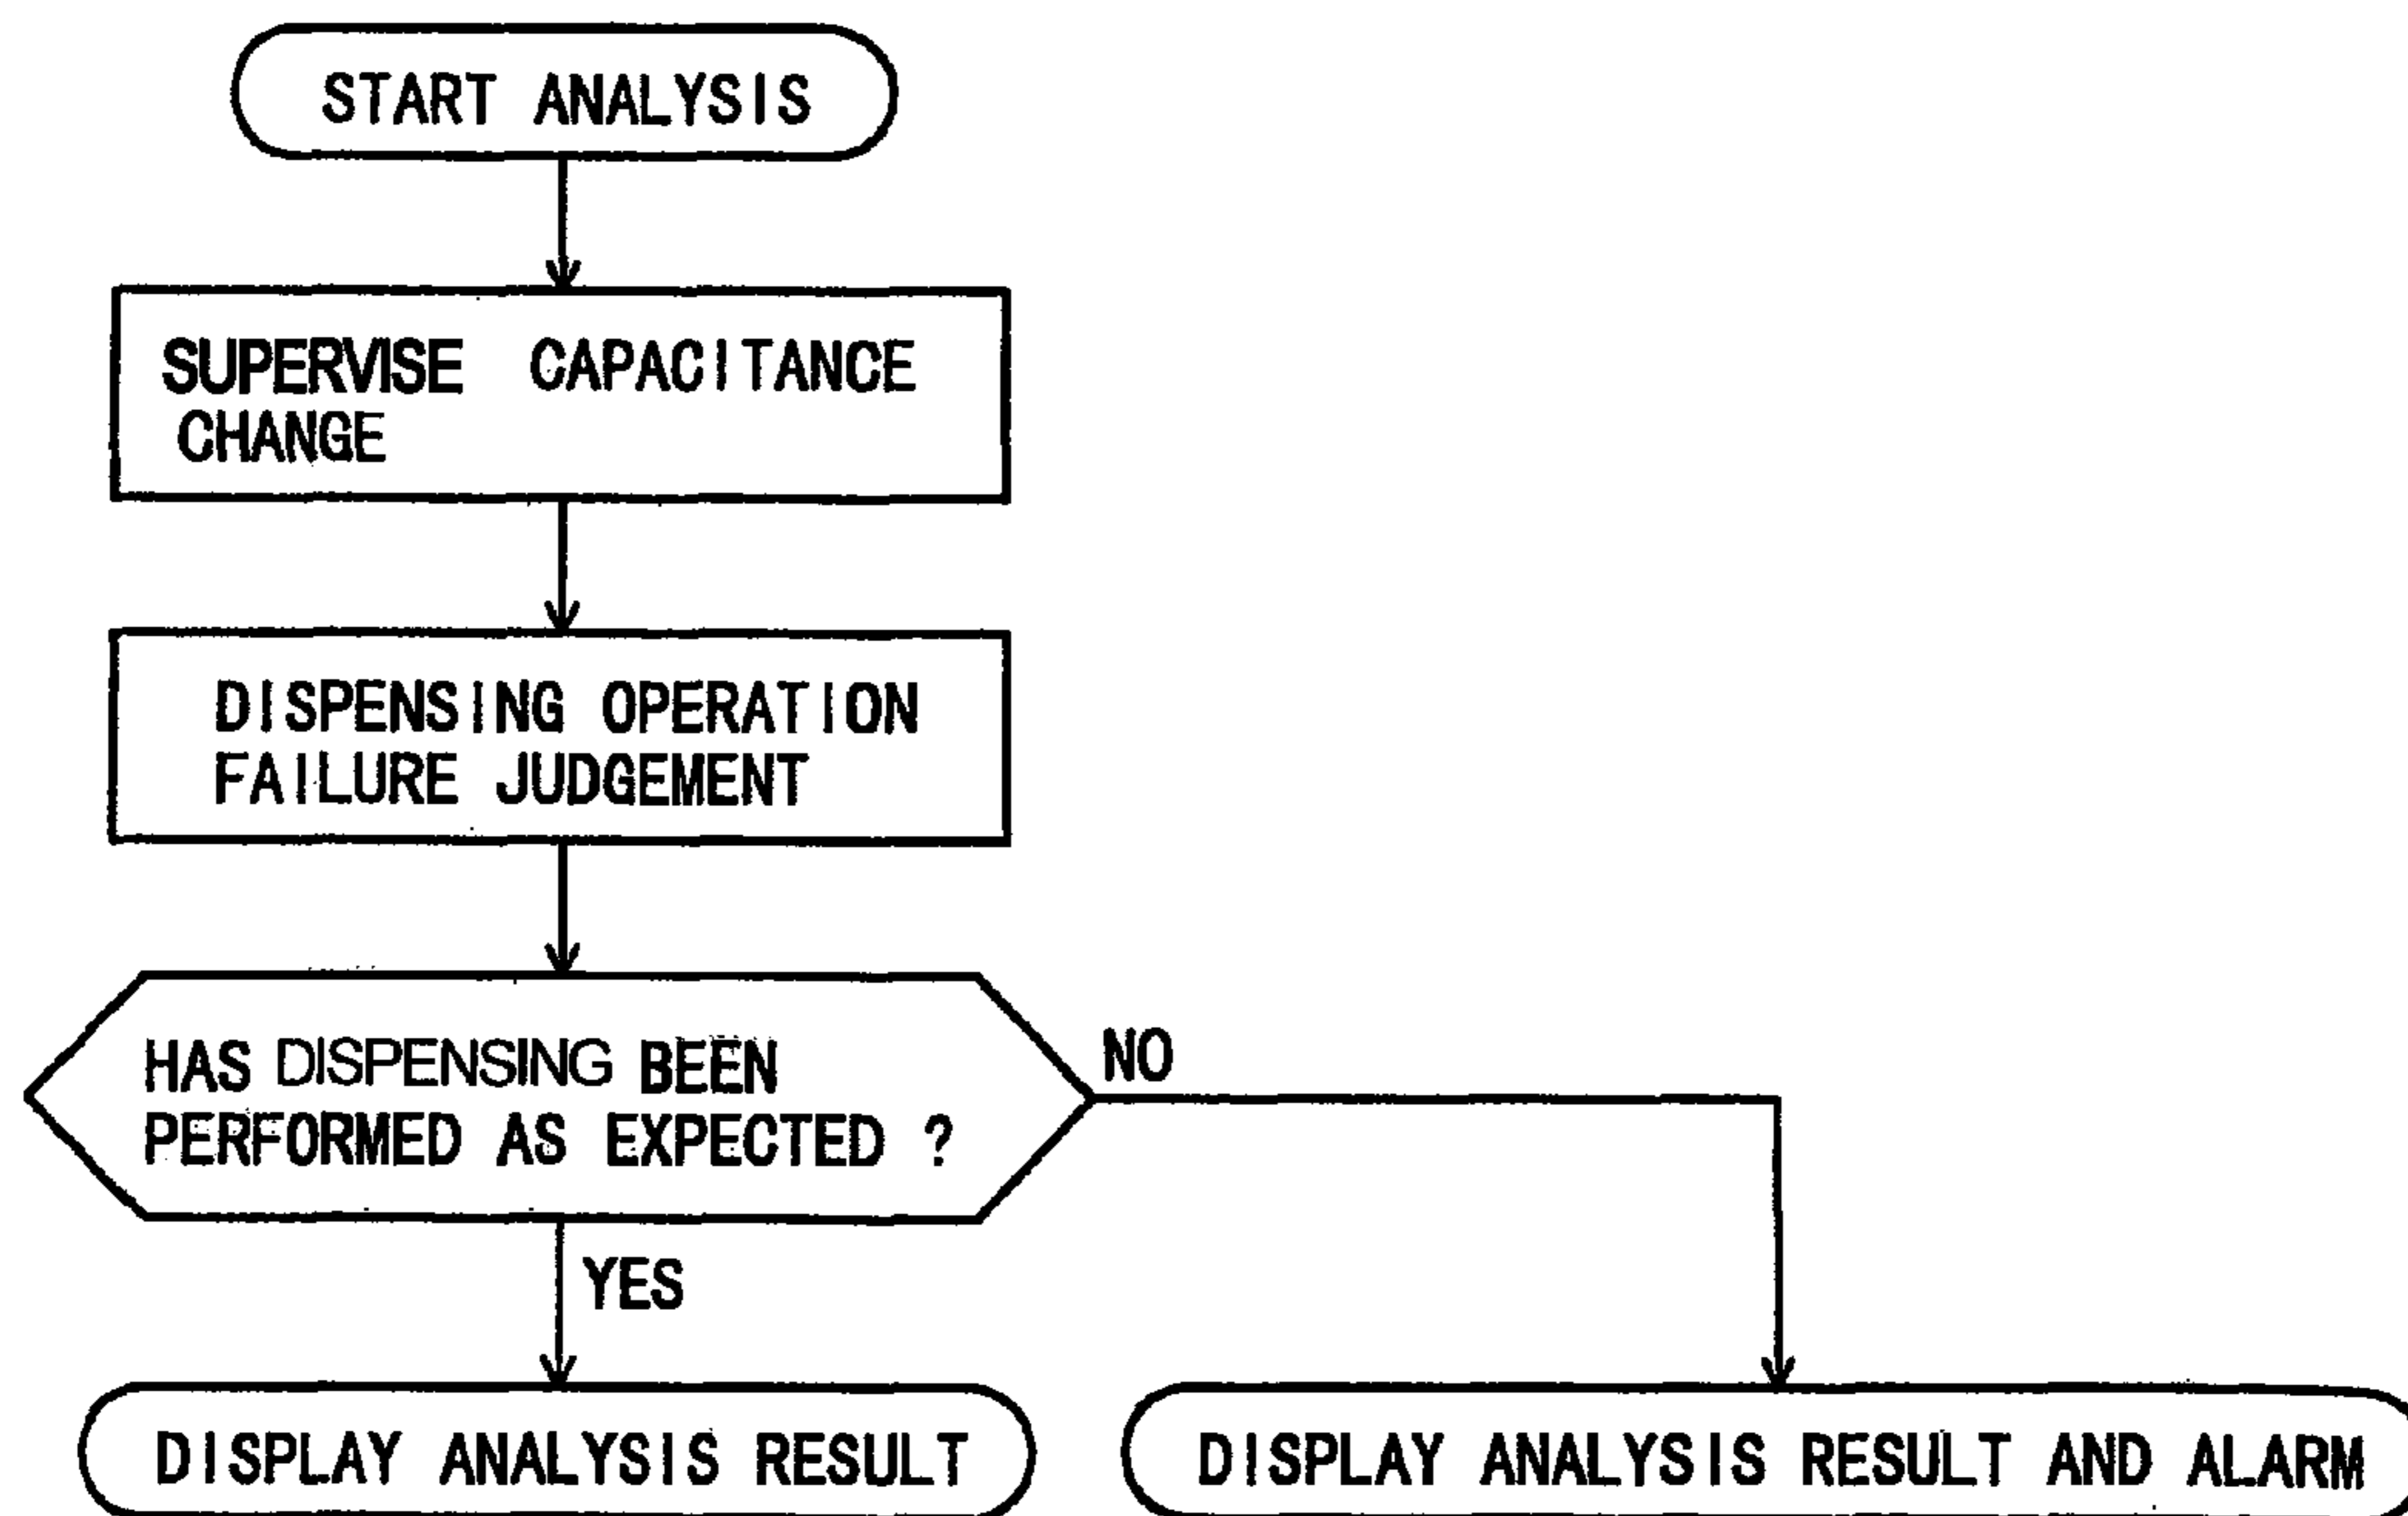 START ANALYSIS
SUPERVISE CAPACITANCE
CHANGE
DISPENSING OPERATION
FAILURE JUDGEMENT
HAS DISPENSING BEEN
PERFORMED AS EXPECTED ?
NO
YES
DISPLAY ANALYSIS RESULT
DISPLAY ANALYSIS RESULT AND ALARM